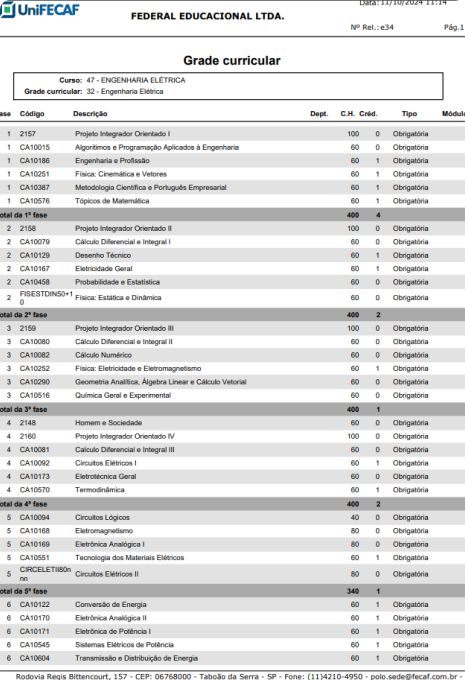 UniFECAF
FEDERAL EDUCACIONAL LTDA.
Data: 11/10/2024 11:14
Nº Rel.: e34 Pág.1
Grade curricular
Curso: 47 - ENGENHARIA ELÉTRICA
Grade curricular: 32 - Engenharia Elétrica
ase Código Descrição Dept. C.H. Créd. Tipo Módulo
1 2157 Projeto Integrador Orientado I 100 0 Obrigatória
1 CA10015 Algoritimos e Programação Aplicados à Engenharia 60 0 Obrigatória
1 CA10186 Engenharia e Profissão 60 1 Obrigatória
1 CA10251 Física: Cinemática e Vetores 60 1 Obrigatória
1 CA10387 Metodologia Científica e Português Empresarial 60 1 Obrigatória
1 CA10576 Tópicos de Matemática 60 1 Obrigatória
otal da 1ª fase 400 4
2 2158 Projeto Integrador Orientado II 100 0 Obrigatória
2 CA10079 Cálculo Diferencial e Integral I 60 0 Obrigatória
2 CA10129 Desenho Técnico 60 1 Obrigatória
2 CA10167 Eletricidade Geral 60 1 Obrigatória
2 CA10458 Probabilidade e Estatística 60 0 Obrigatória
2 FISESTDIN50+10 Física: Estática e Dinâmica 60 0 Obrigatória
otal da 2ª fase 400 2
3 2159 Projeto Integrador Orientado III 100 0 Obrigatória
3 CA10080 Cálculo Diferencial e Integral II 60 0 Obrigatória
3 CA10082 Cálculo Numérico 60 0 Obrigatória
3 CA10252 Física: Eletricidade e Eletromagnetismo 60 1 Obrigatória
3 CA10290 Geometria Analítica, Álgebra Linear e Cálculo Vetorial 60 0 Obrigatória
3 CA10516 Química Geral e Experimental 60 0 Obrigatória
otal da 3ª fase 400 1
4 2148 Homem e Sociedade 60 0 Obrigatória
4 2160 Projeto Integrador Orientado IV 100 0 Obrigatória
4 CA10081 Calculo Diferencial e Integral III 60 0 Obrigatória
4 CA10092 Circuitos Elétricos I 60 1 Obrigatória
4 CA10173 Eletrotécnica Geral 60 0 Obrigatória
4 CA10570 Termodinâmica 60 1 Obrigatória
otal da 4ª fase 400 2
5 CA10094 Circuitos Lógicos 40 0 Obrigatória
5 CA10168 Eletromagnetismo 80 0 Obrigatória
5 CA10169 Eletrônica Analógica I 80 0 Obrigatória
5 CA10551 Tecnologia dos Materiais Elétricos 60 1 Obrigatória
5 CIRCELETII80nnn Circuitos Elétricos II 80 0 Obrigatória
otal da 5ª fase 340 1
6 CA10122 Conversão de Energia 60 1 Obrigatória
6 CA10170 Eletrônica Analógica II 60 1 Obrigatória
6 CA10171 Eletrônica de Potência I 60 1 Obrigatória
6 CA10545 Sistemas Elétricos de Potência 60 1 Obrigatória
6 CA10604 Transmissão e Distribuição de Energia 60 1 Obrigatória
Rodovia Regis Bittencourt, 157 - CEP: 06768000 - Taboão da Serra - SP - Fone: (11)4210-4950 - polo.sede@fecaf.com.br -